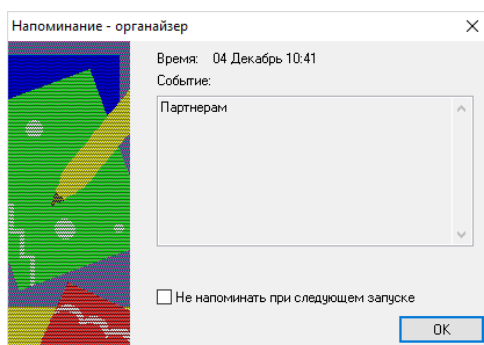 Напоминание - органайзер
Время: 04 Декабрь 10:41
Событие:
Партнерам
Не напоминать при следующем запуске
OK